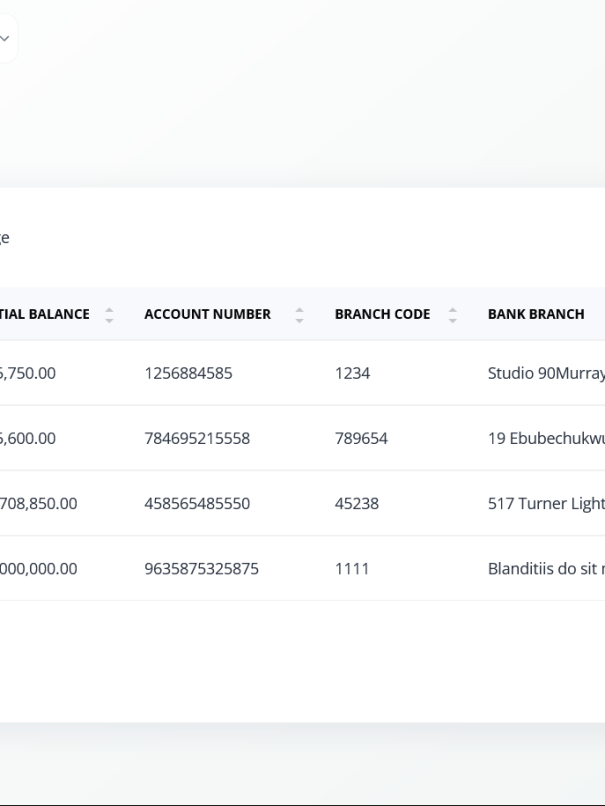 ge
TIAL BALANCE ACCOUNT NUMBER BRANCH CODE BANK BRANCH
5,750.00 1256884585 1234 Studio 90Murray
5,600.00 784695215558 789654 19 Ebubechukwu
708,850.00 458565485550 45238 517 Turner Light
000,000.00 9635875325875 1111 Blanditiis do sit